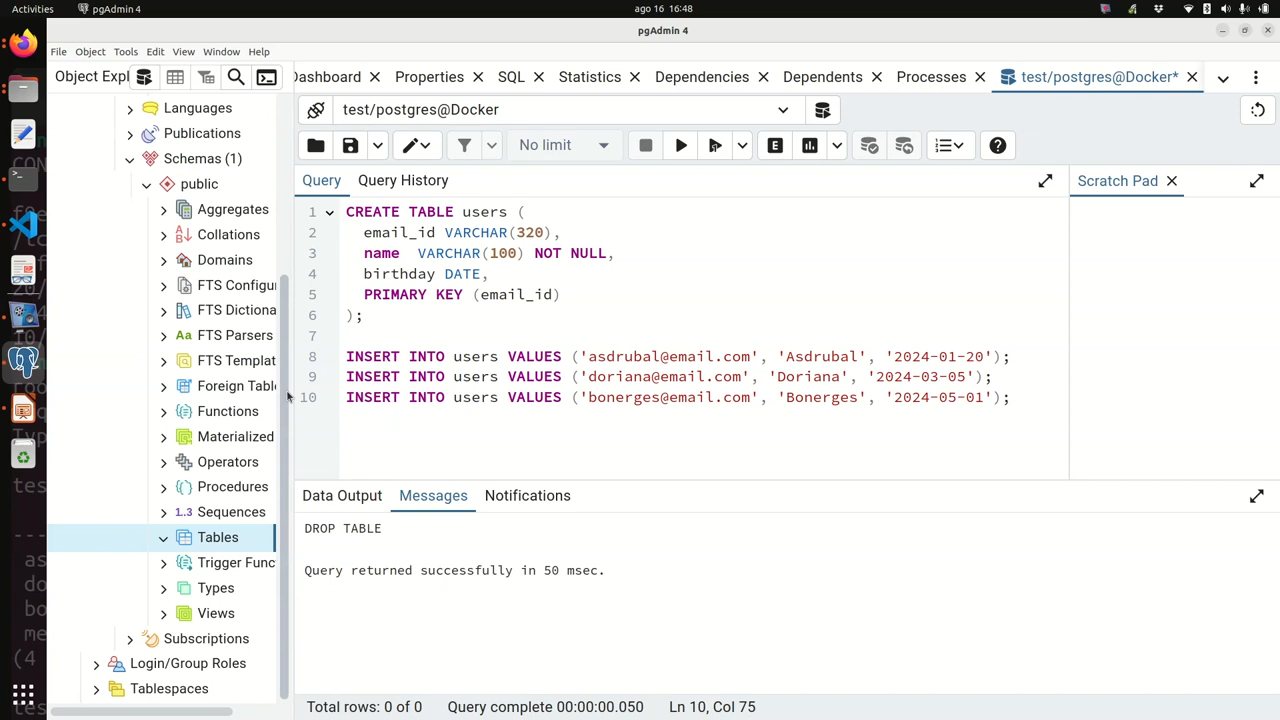 Activities
pgAdmin 4
ago 16 16:48
pgAdmin 4
File Object Tools Edit View Window Help
Object Expl
Dashboard
Properties
SQL
Statistics
Dependencies
Dependents
Processes
test/postgres@Docker*
Languages
Publications
Schemas (1)
public
Aggregates
Collations
Domains
FTS Configu
FTS Dictiona
FTS Parsers
FTS Templat
Foreign Table
Functions
Materialized
Operators
Procedures
Sequences
Tables
Trigger Func
Types
Views
Subscriptions
Login/Group Roles
Tablespaces
test/postgres@Docker
No limit
Query
Query History
Scratch Pad
1 CREATE TABLE users (
2 email_id VARCHAR(320),
3 name VARCHAR(100) NOT NULL,
4 birthday DATE,
5 PRIMARY KEY (email_id)
6 );
7
8 INSERT INTO users VALUES ('asdrubal@email.com', 'Asdrubal', '2024-01-20');
9 INSERT INTO users VALUES ('doriana@email.com', 'Doriana', '2024-03-05');
10 INSERT INTO users VALUES ('bonerges@email.com', 'Bonerges', '2024-05-01');
Data Output
Messages
Notifications
DROP TABLE
Query returned successfully in 50 msec.
Total rows: 0 of 0
Query complete 00:00:00.050
Ln 10, Col 75